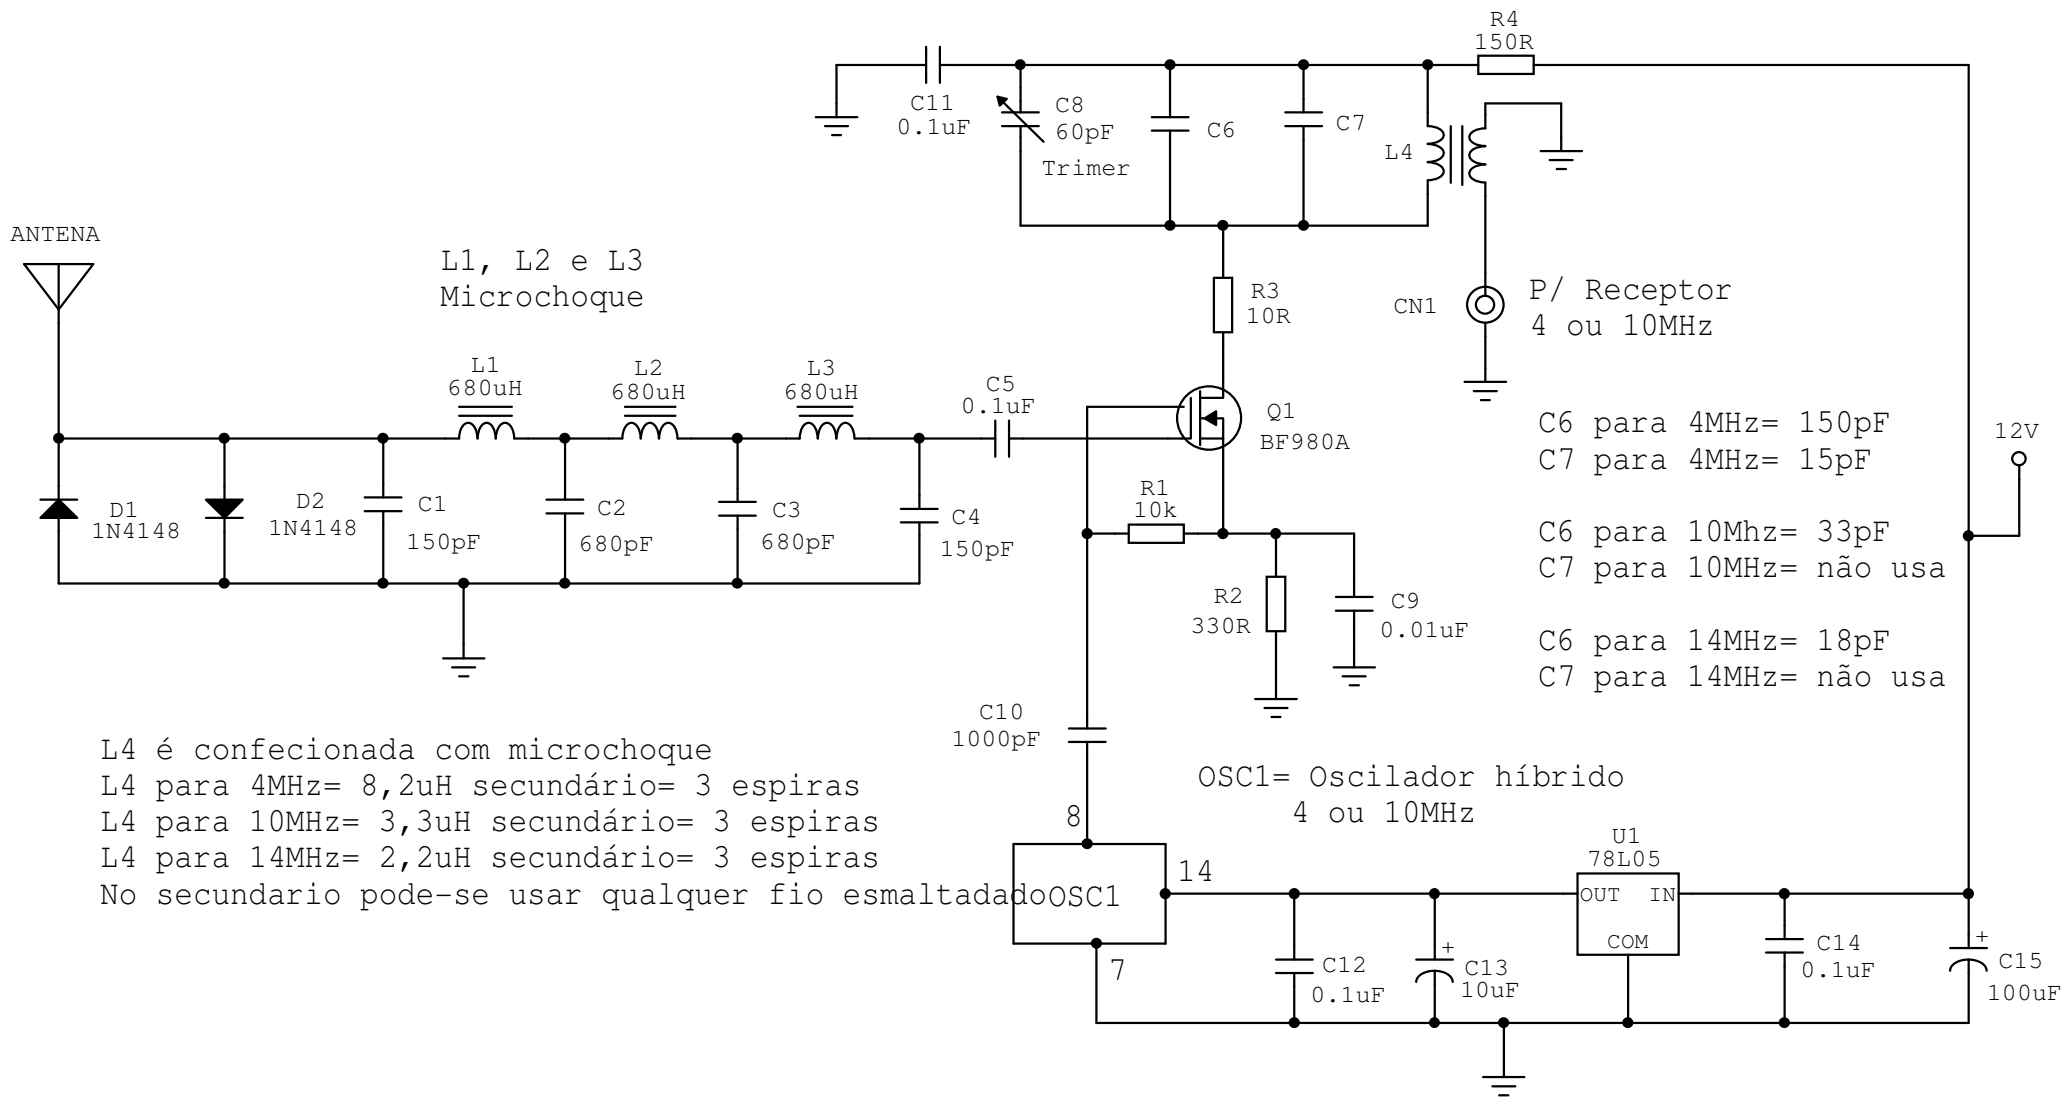 R4
150R
C11
0.1uF
C8
60pF
Trimer
C6
C7
L4
ANTENA
L1, L2 e L3
Microchoque
R3
10R
CN1
P/ Receptor
4 ou 10MHz
L1
680uH
L2
680uH
L3
680uH
C5
0.1uF
Q1
BF980A
C6 para 4MHz= 150pF
C7 para 4MHz= 15pF
12V
D1
1N4148
D2
1N4148
C1
150pF
C2
680pF
C3
680pF
C4
150pF
R1
10k
C6 para 10Mhz= 33pF
C7 para 10MHz= não usa
R2
330R
C9
0.01uF
C6 para 14MHz= 18pF
C7 para 14MHz= não usa
C10
1000pF
L4 é confecionada com microchoque
L4 para 4MHz= 8,2uH secundário= 3 espiras
L4 para 10MHz= 3,3uH secundário= 3 espiras
L4 para 14MHz= 2,2uH secundário= 3 espiras
No secundario pode-se usar qualquer fio esmaltadado
OSC1= Oscilador híbrido
4 ou 10MHz
8
OSC1
14
7
U1
78L05
OUT IN
COM
C12
0.1uF
+
C13
10uF
C14
0.1uF
+
C15
100uF